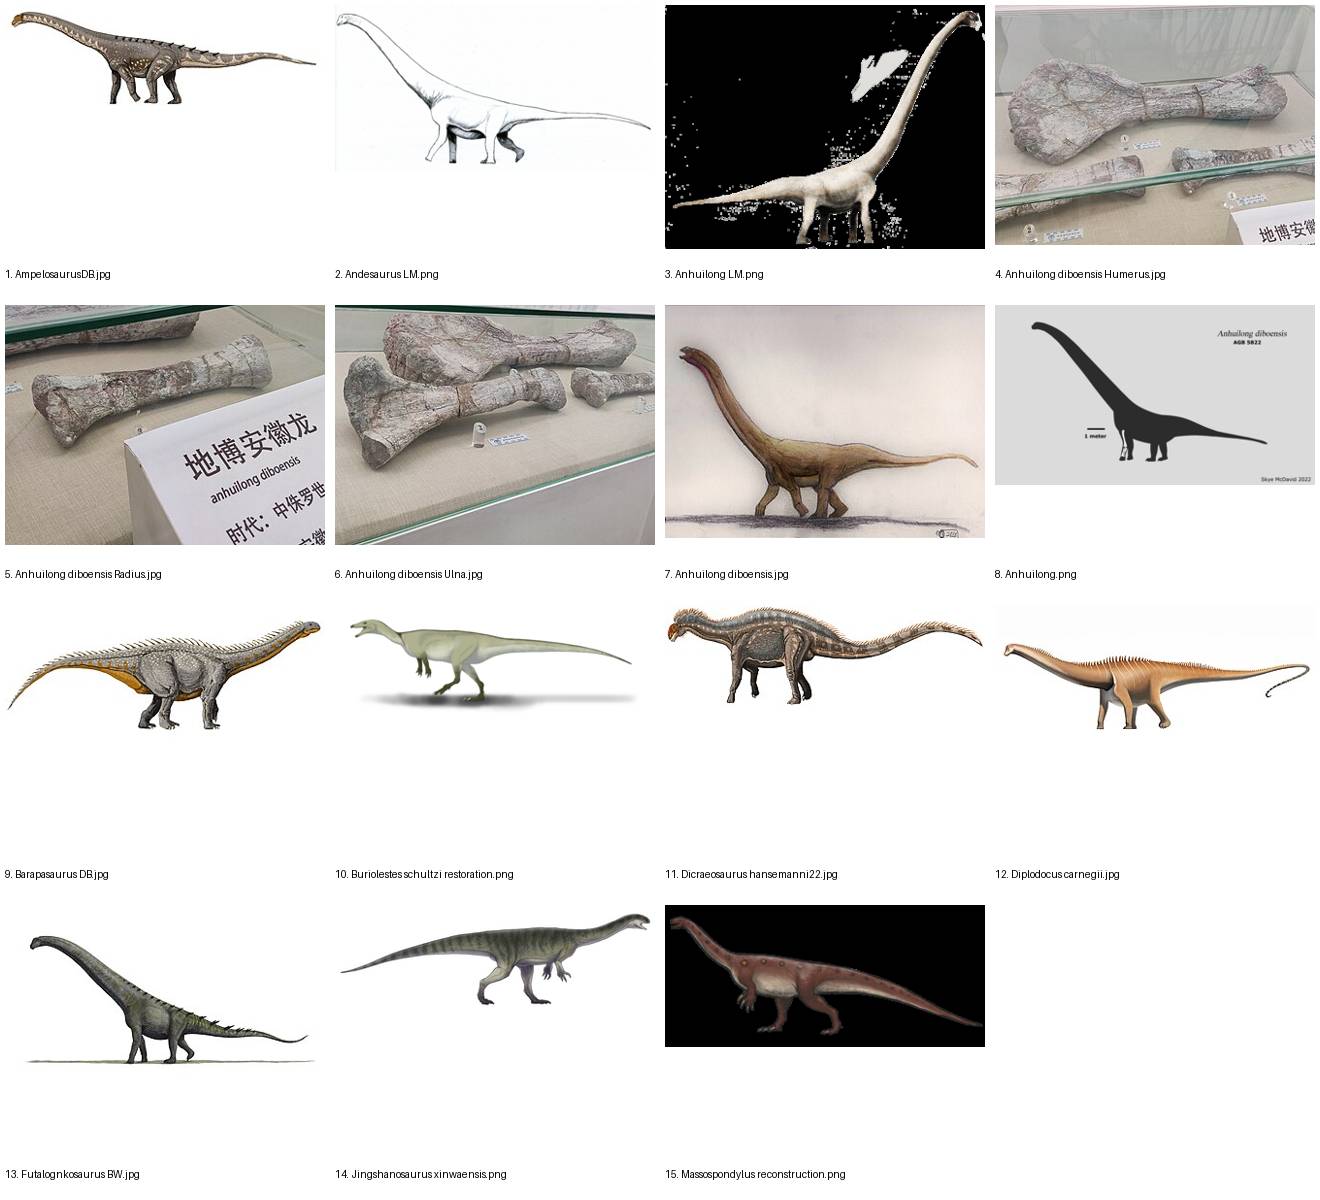 1. AmpelosaurusDB.jpg
2. Andesaurus LM.png
3. Anhuilong LM.png
地博安徽
4. Anhuilong diboensis Humerus.jpg
地博安徽龙
anhuilong diboensis
时代：中侏罗世
安徽
5. Anhuilong diboensis Radius.jpg
6. Anhuilong diboensis Ulna.jpg
7. Anhuilong diboensis.jpg
Anhuilong diboensis
AGB 5822
1 meter
Skye McDavid 2022
8. Anhuilong.png
9. Barapasaurus DB.jpg
10. Buriolestes schultzi restoration.png
11. Dicraeosaurus hansemanni22.jpg
12. Diplodocus carnegii.jpg
13. Futalognkosaurus BW.jpg
14. Jingshanosaurus xinwaensis.png
15. Massospondylus reconstruction.png